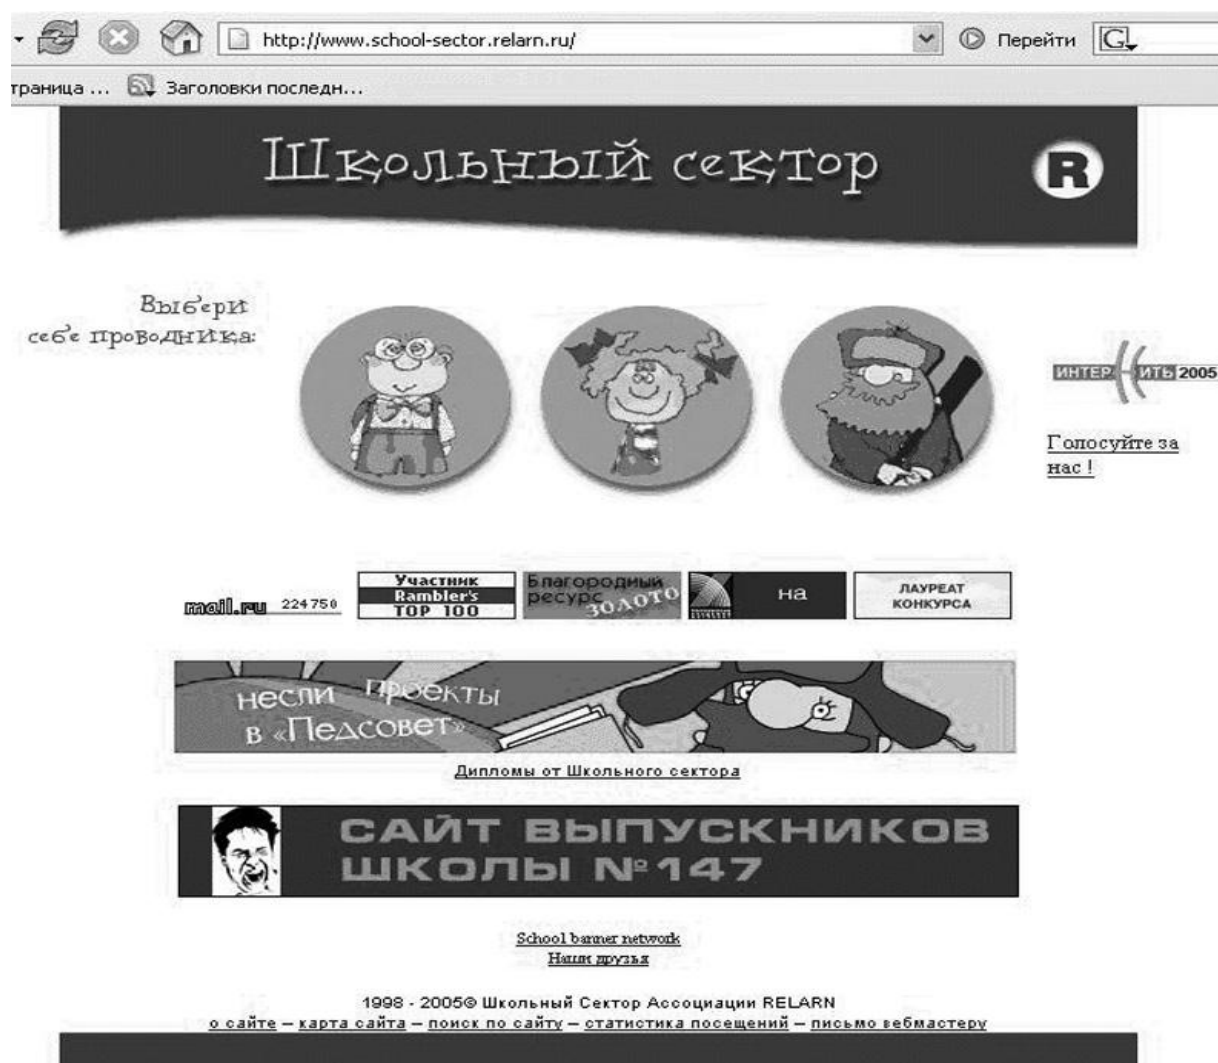 http://www.school-sector.relarn.ru/
Перейти
G
траница ...
Заголовки последн...
Школьный сектор
R
Выбери
себе проводника:
ИНТЕР Н ИТЬ 2005
Голосуйте за
нас !
mail.ru 224750
Участник
Rambler's
TOP 100
Благородный
ресурс
ЗОЛОТО
на
ЛАУРЕАТ
КОНКУРСА
несли проекты
в «Педсовет»
Дипломы от Школьного сектора
САЙТ ВЫПУСКНИКОВ
ШКОЛЫ №147
School banner network
Наши друзья
1998 - 2005© Школьный Сектор Ассоциации RELARN
о сайте – карта сайта – поиск по сайту – статистика посещений – письмо вебмастеру